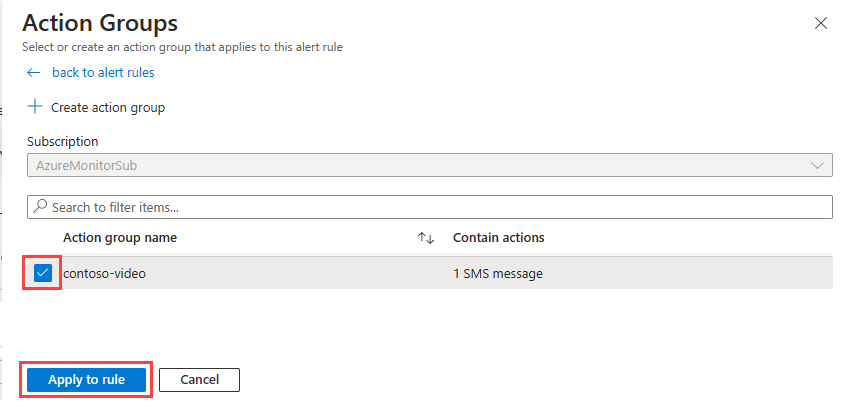 Action Groups
Select or create an action group that applies to this alert rule
back to alert rules
Create action group
Subscription
AzureMonitorSub
Search to filter items...
Action group name Contain actions
contoso-video 1 SMS message
Apply to rule Cancel